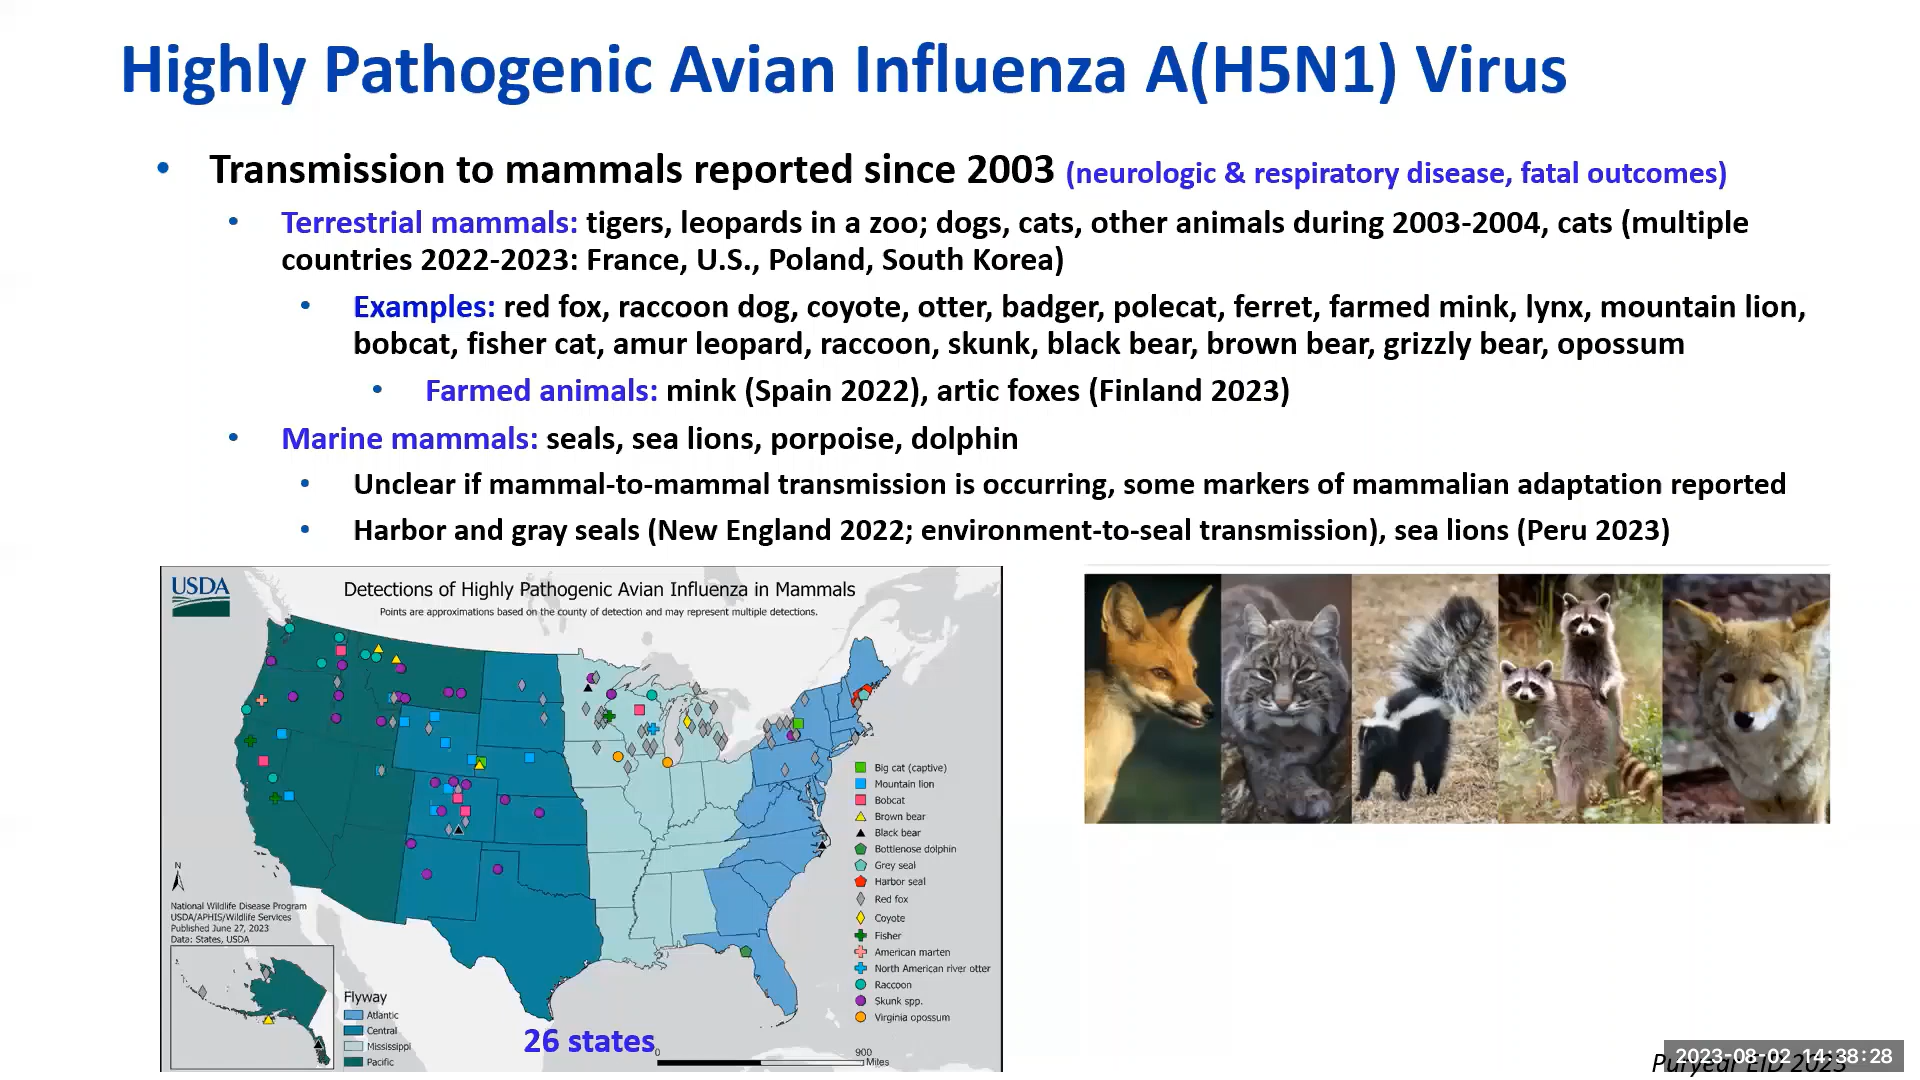 Highly Pathogenic Avian Influenza A(H5N1) Virus
• Transmission to mammals reported since 2003 (neurologic & respiratory disease, fatal outcomes)
• Terrestrial mammals: tigers, leopards in a zoo; dogs, cats, other animals during 2003-2004, cats (multiple
countries 2022-2023: France, U.S., Poland, South Korea)
• Examples: red fox, raccoon dog, coyote, otter, badger, polecat, ferret, farmed mink, lynx, mountain lion,
bobcat, fisher cat, amur leopard, raccoon, skunk, black bear, brown bear, grizzly bear, opossum
• Farmed animals: mink (Spain 2022), artic foxes (Finland 2023)
• Marine mammals: seals, sea lions, porpoise, dolphin
• Unclear if mammal-to-mammal transmission is occurring, some markers of mammalian adaptation reported
• Harbor and gray seals (New England 2022; environment-to-seal transmission), sea lions (Peru 2023)
USDA
Detections of Highly Pathogenic Avian Influenza in Mammals
Points are approximations based on the county of detection and may represent multiple detections.
Big cat (captive)
Mountain lion
Bobcat
Brown bear
Black bear
Bottlenose dolphin
Grey seal
Harbor seal
Red fox
Coyote
Fisher
American marten
North American river otter
Raccoon
Skunk spp.
Virginia opossum
N
National Wildlife Disease Program
USDA/APHIS/Wildlife Services
Published June 27, 2023
Data: States, USDA
Flyway
Atlantic
Central
Mississippi
Pacific
26 states
0 900
Miles
2023-08-02 14:38:28
Puryear EID 2023